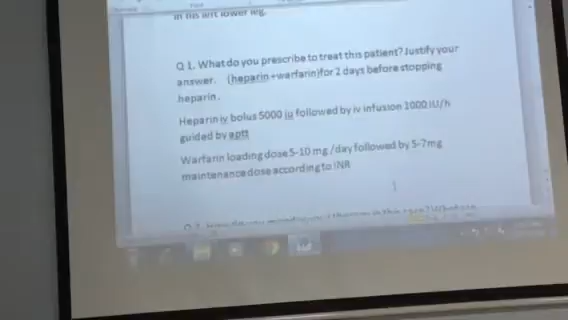 in his left lower leg.
Q 1. What do you prescribe to treat this patient? Justify your
answer. (heparin +warfarin)for 2 days before stopping
heparin.
Heparin iv bolus 5000 iu followed by iv infusion 1000 IU/h
guided by aptt
Warfarin loading dose 5-10 mg /day followed by 5-7mg
maintenance dose according to INR